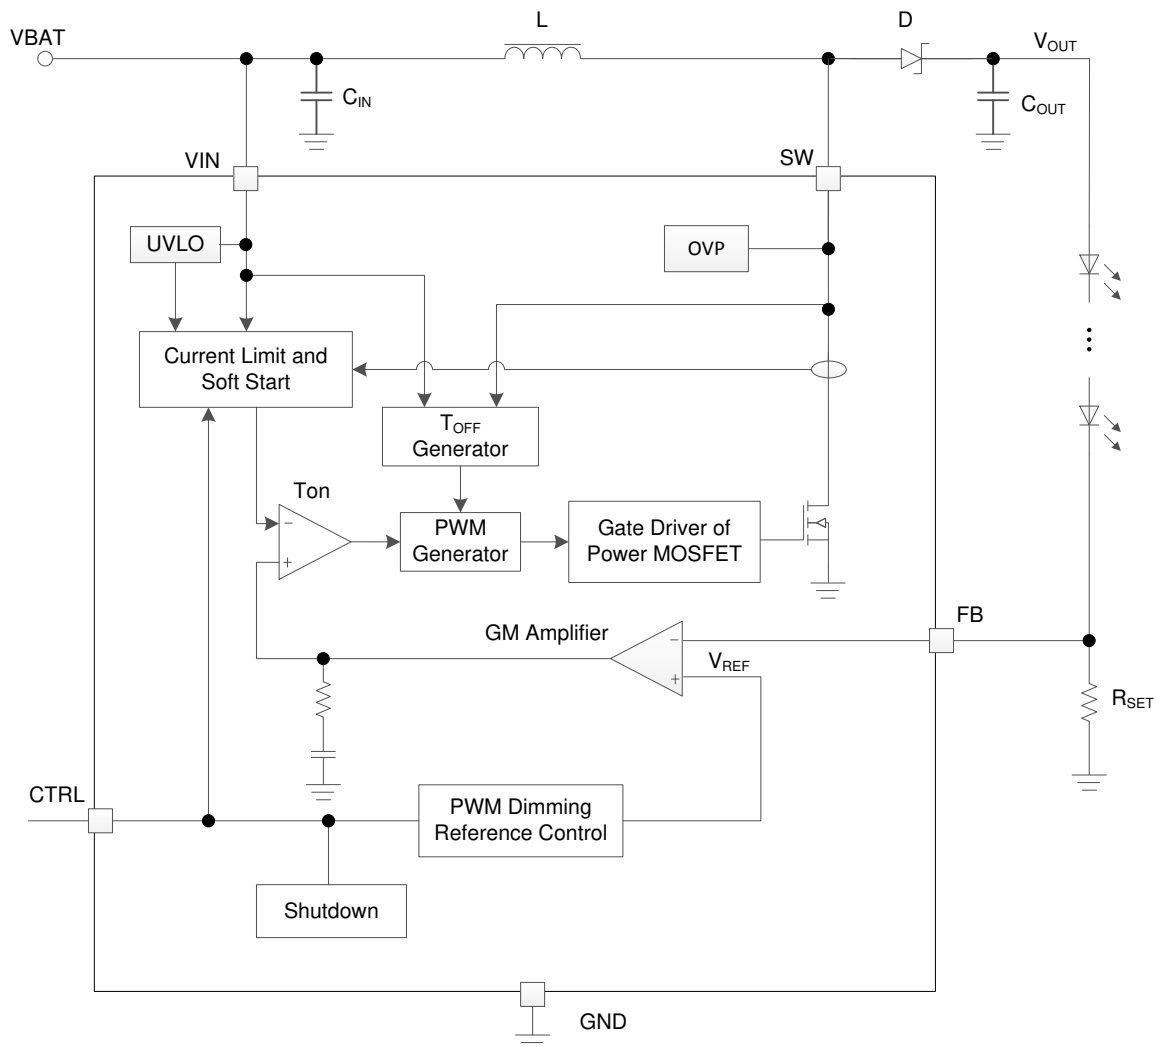 L
D
VBAT
VOUT
CIN
COUT
VIN
SW
UVLO
OVP
Current Limit and
Soft Start
TOFF
Generator
Ton
−
+
PWM
Generator
Gate Driver of
Power MOSFET
FB
GM Amplifier
−
VREF
+
RSET
CTRL
PWM Dimming
Reference Control
Shutdown
GND